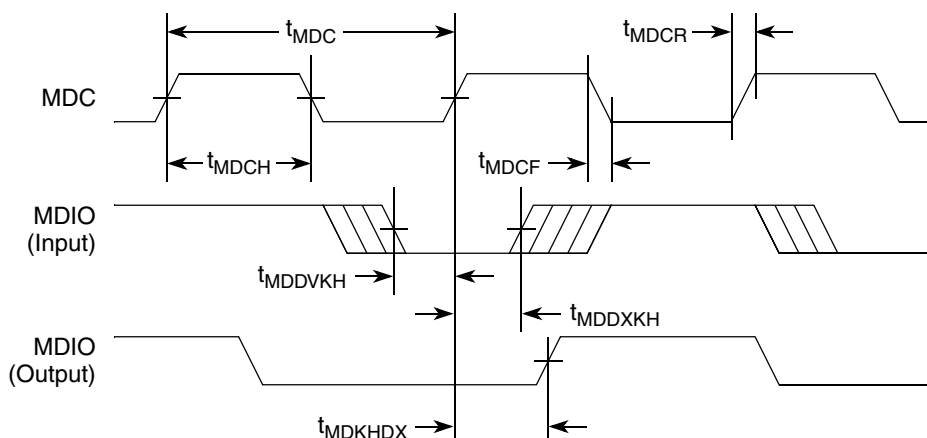 tMDC
tMDCR
MDC
tMDCH
tMDCF
MDIO
(Input)
tMDDVKH
tMDDXKH
MDIO
(Output)
tMDKHDX